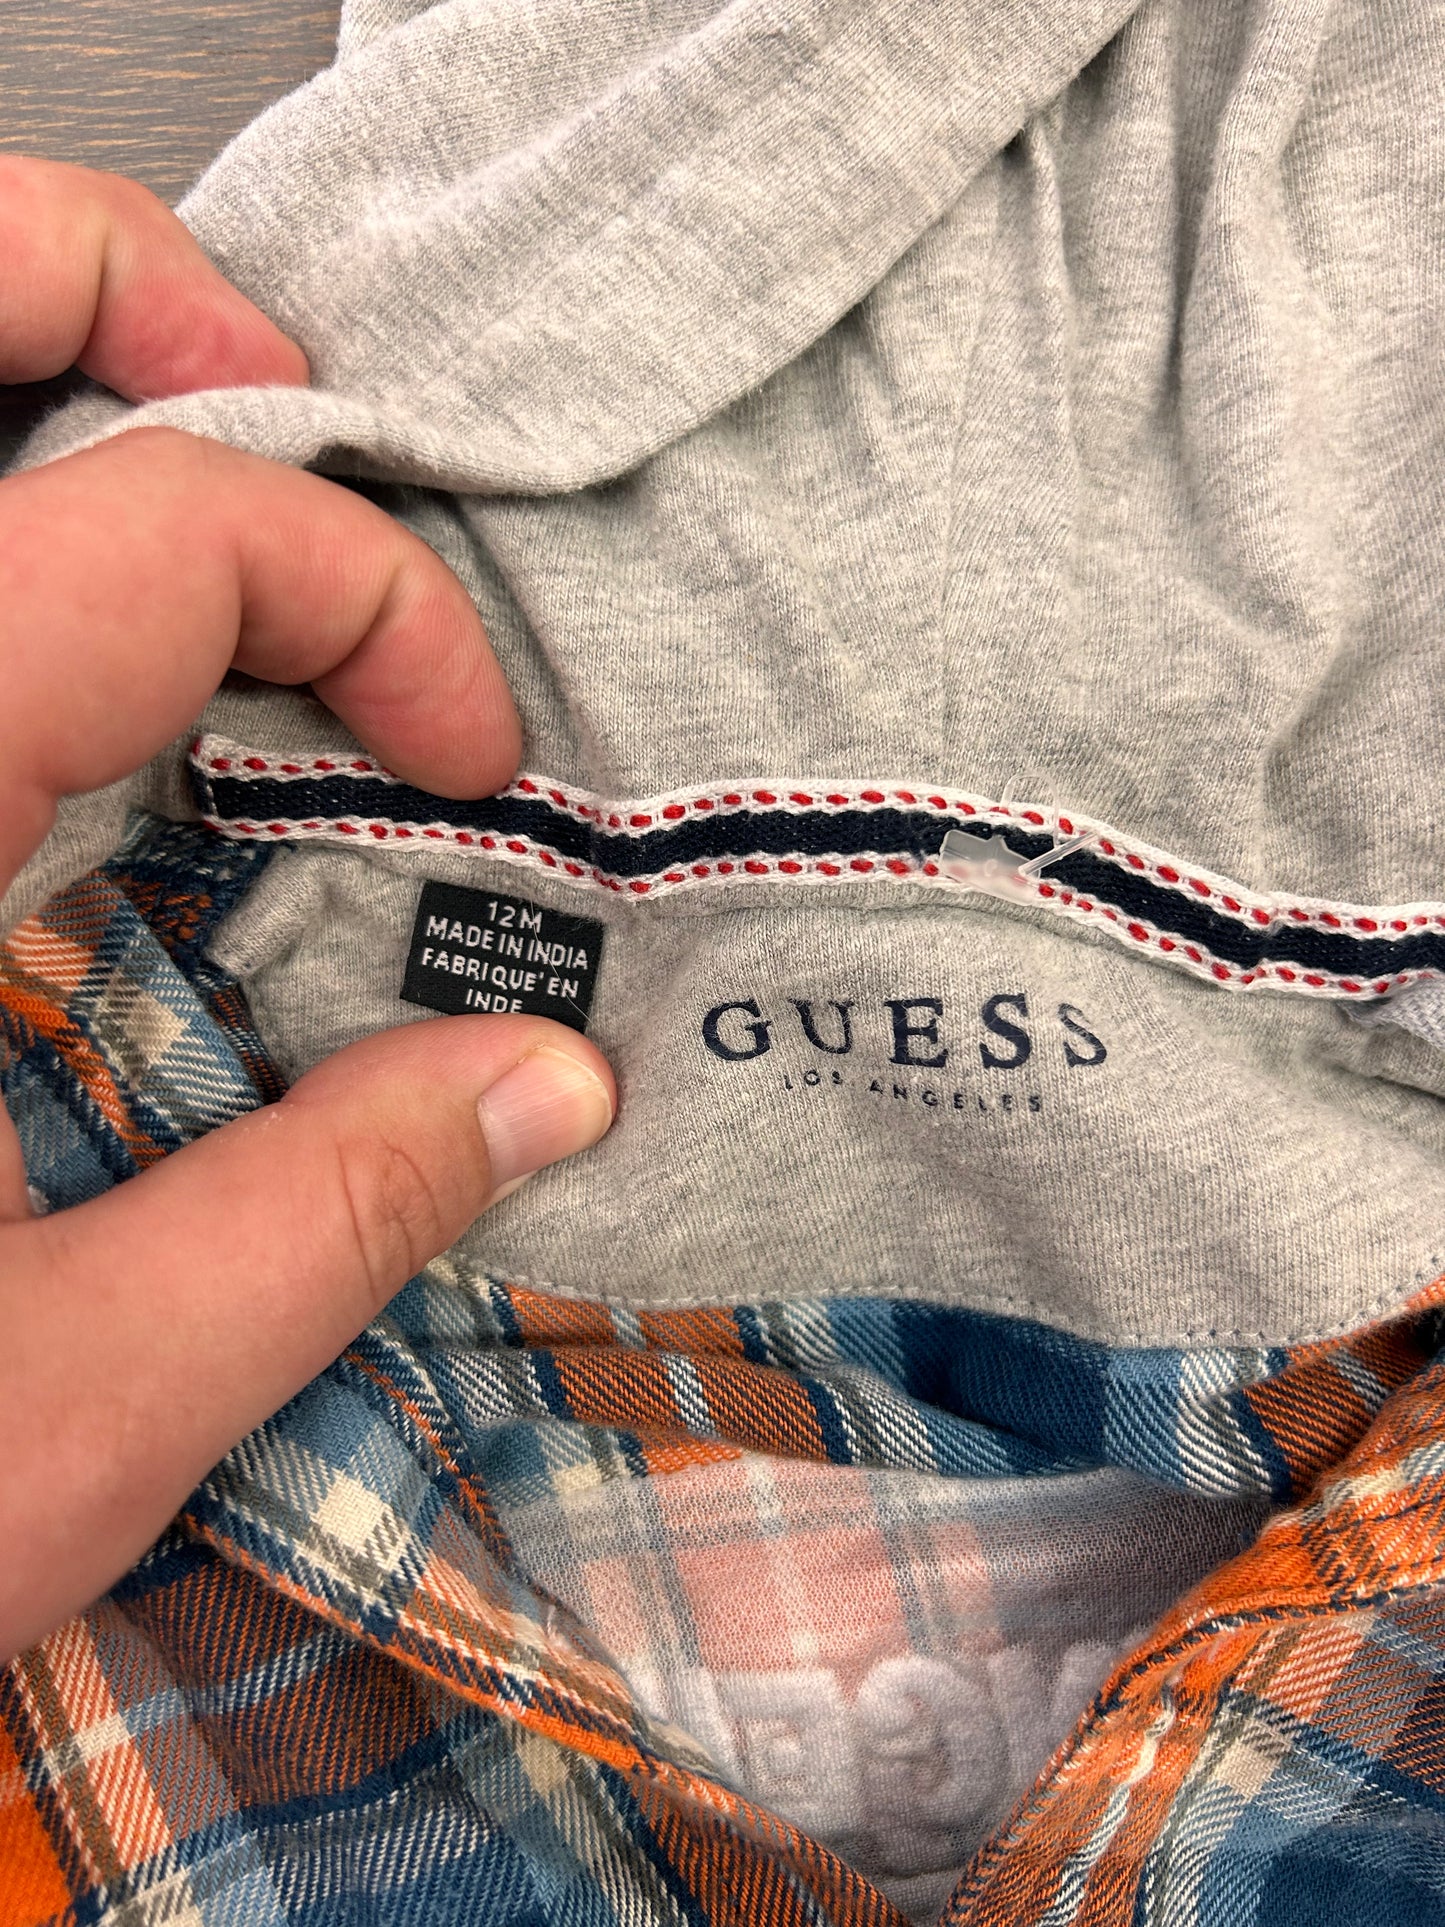 12M
MADE IN INDIA
FABRIQUE' EN
INDE
GUESS
LOS ANGELES